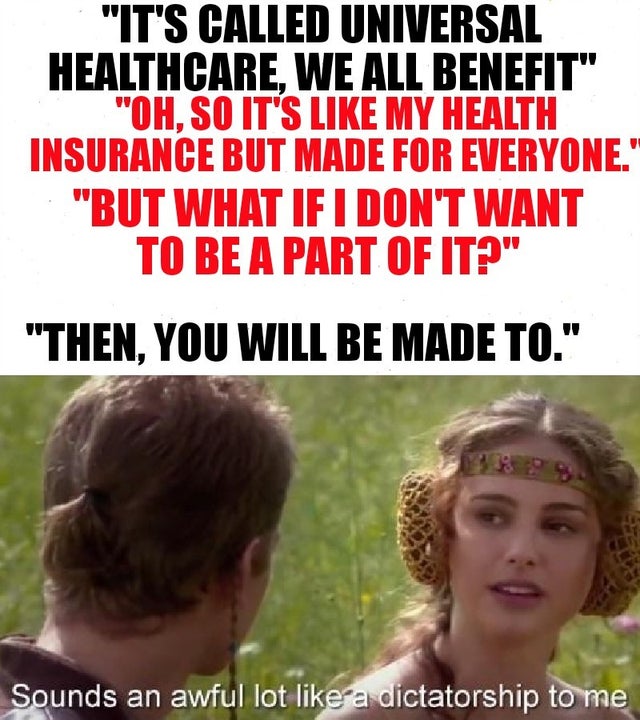 "IT'S CALLED UNIVERSAL
HEALTHCARE, WE ALL BENEFIT"
"OH, SO IT'S LIKE MY HEALTH
INSURANCE BUT MADE FOR EVERYONE."
"BUT WHAT IF I DON'T WANT
TO BE A PART OF IT?"
"THEN, YOU WILL BE MADE TO."
Sounds an awful lot like a dictatorship to me